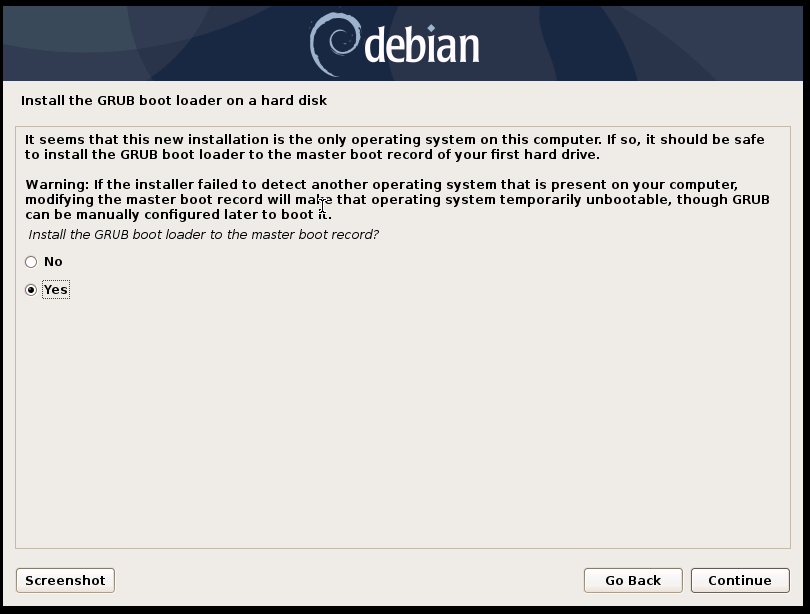 debian
Install the GRUB boot loader on a hard disk
It seems that this new installation is the only operating system on this computer. If so, it should be safe
to install the GRUB boot loader to the master boot record of your first hard drive.
Warning: If the installer failed to detect another operating system that is present on your computer,
modifying the master boot record will make that operating system temporarily unbootable, though GRUB
can be manually configured later to boot it.
Install the GRUB boot loader to the master boot record?
No
Yes
Screenshot Go Back Continue